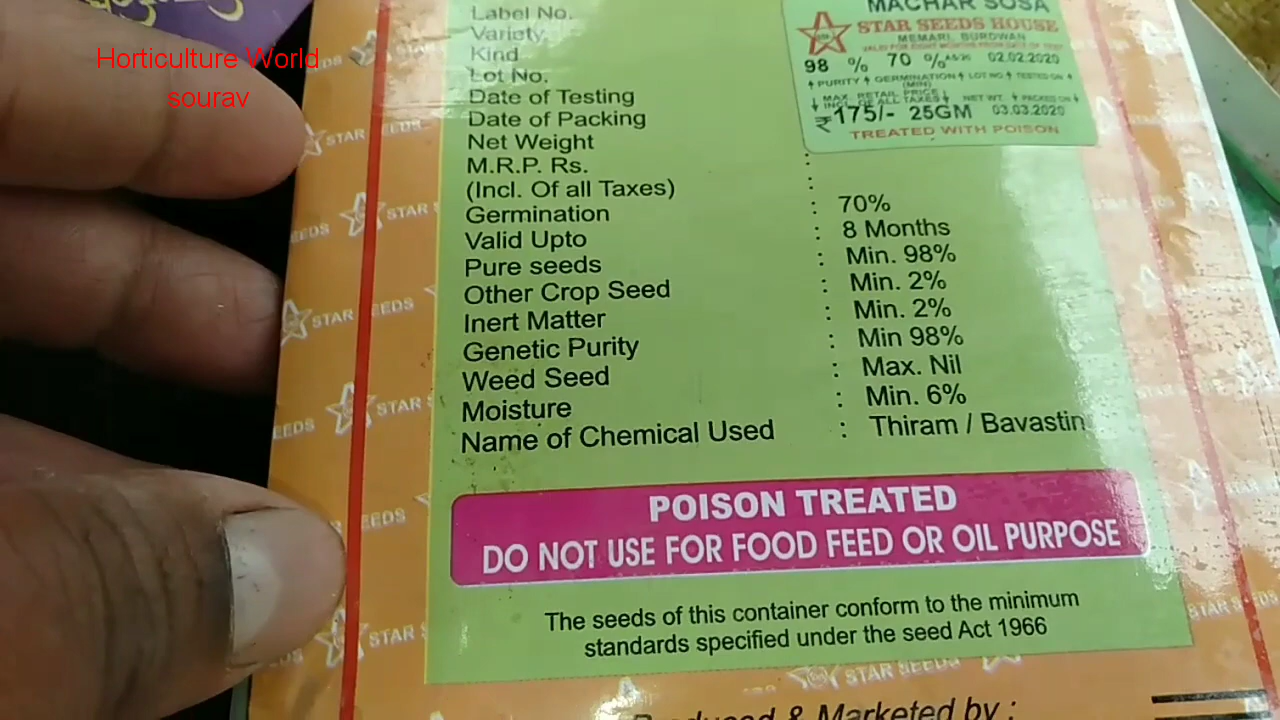 Horticulture World
sourav
Label No.
Variety
Kind
Lot No.
Date of Testing
Date of Packing
Net Weight
M.R.P. Rs.
(Incl. Of all Taxes)
Germination : 70%
Valid Upto : 8 Months
Pure seeds : Min. 98%
Other Crop Seed : Min. 2%
Inert Matter : Min. 2%
Genetic Purity : Min 98%
Weed Seed : Max. Nil
Moisture : Min. 6%
Name of Chemical Used : Thiram / Bavastin
MACHAR SOSA
STAR SEEDS HOUSE
MEMARI, BURDWAN
VALID FOR EIGHT MONTHS FROM DATE OF TEST
98 % 70 % 02.02.2020
PURITY GERMINATION LOT NO TESTED ON
(MIN)
MAX. RETAIL PRICE NET WT. PACKED ON
INCL. OF ALL TAXES
₹175/- 25GM 03.03.2020
TREATED WITH POISON
POISON TREATED
DO NOT USE FOR FOOD FEED OR OIL PURPOSE
The seeds of this container conform to the minimum
standards specified under the seed Act 1966
STAR SEEDS
Produced & Marketed by :